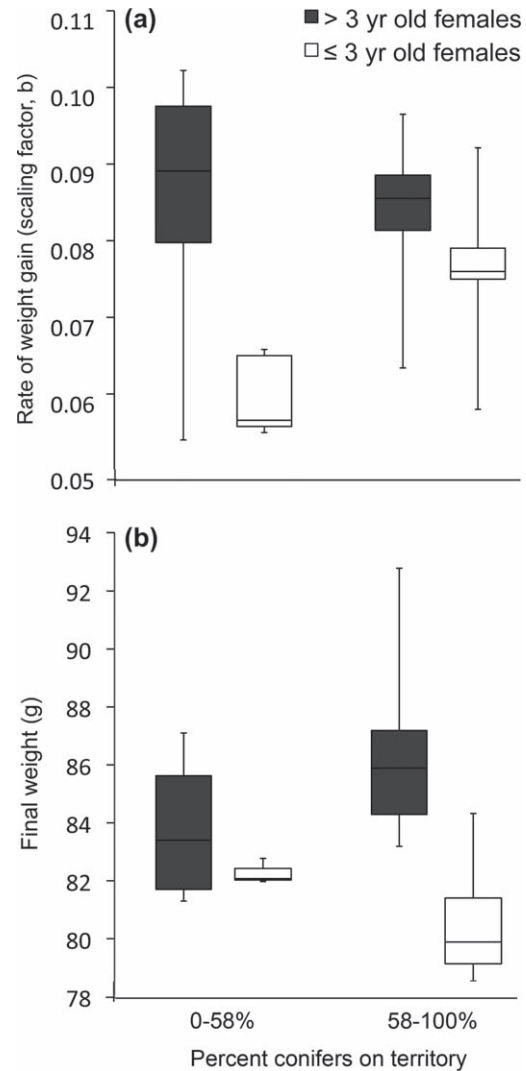 (a)
> 3 yr old females
≤ 3 yr old females
Rate of weight gain (scaling factor, b)
0.11
0.10
0.09
0.08
0.07
0.06
0.05
(b)
Final weight (g)
94
92
90
88
86
84
82
80
78
0-58% 58-100%
Percent conifers on territory